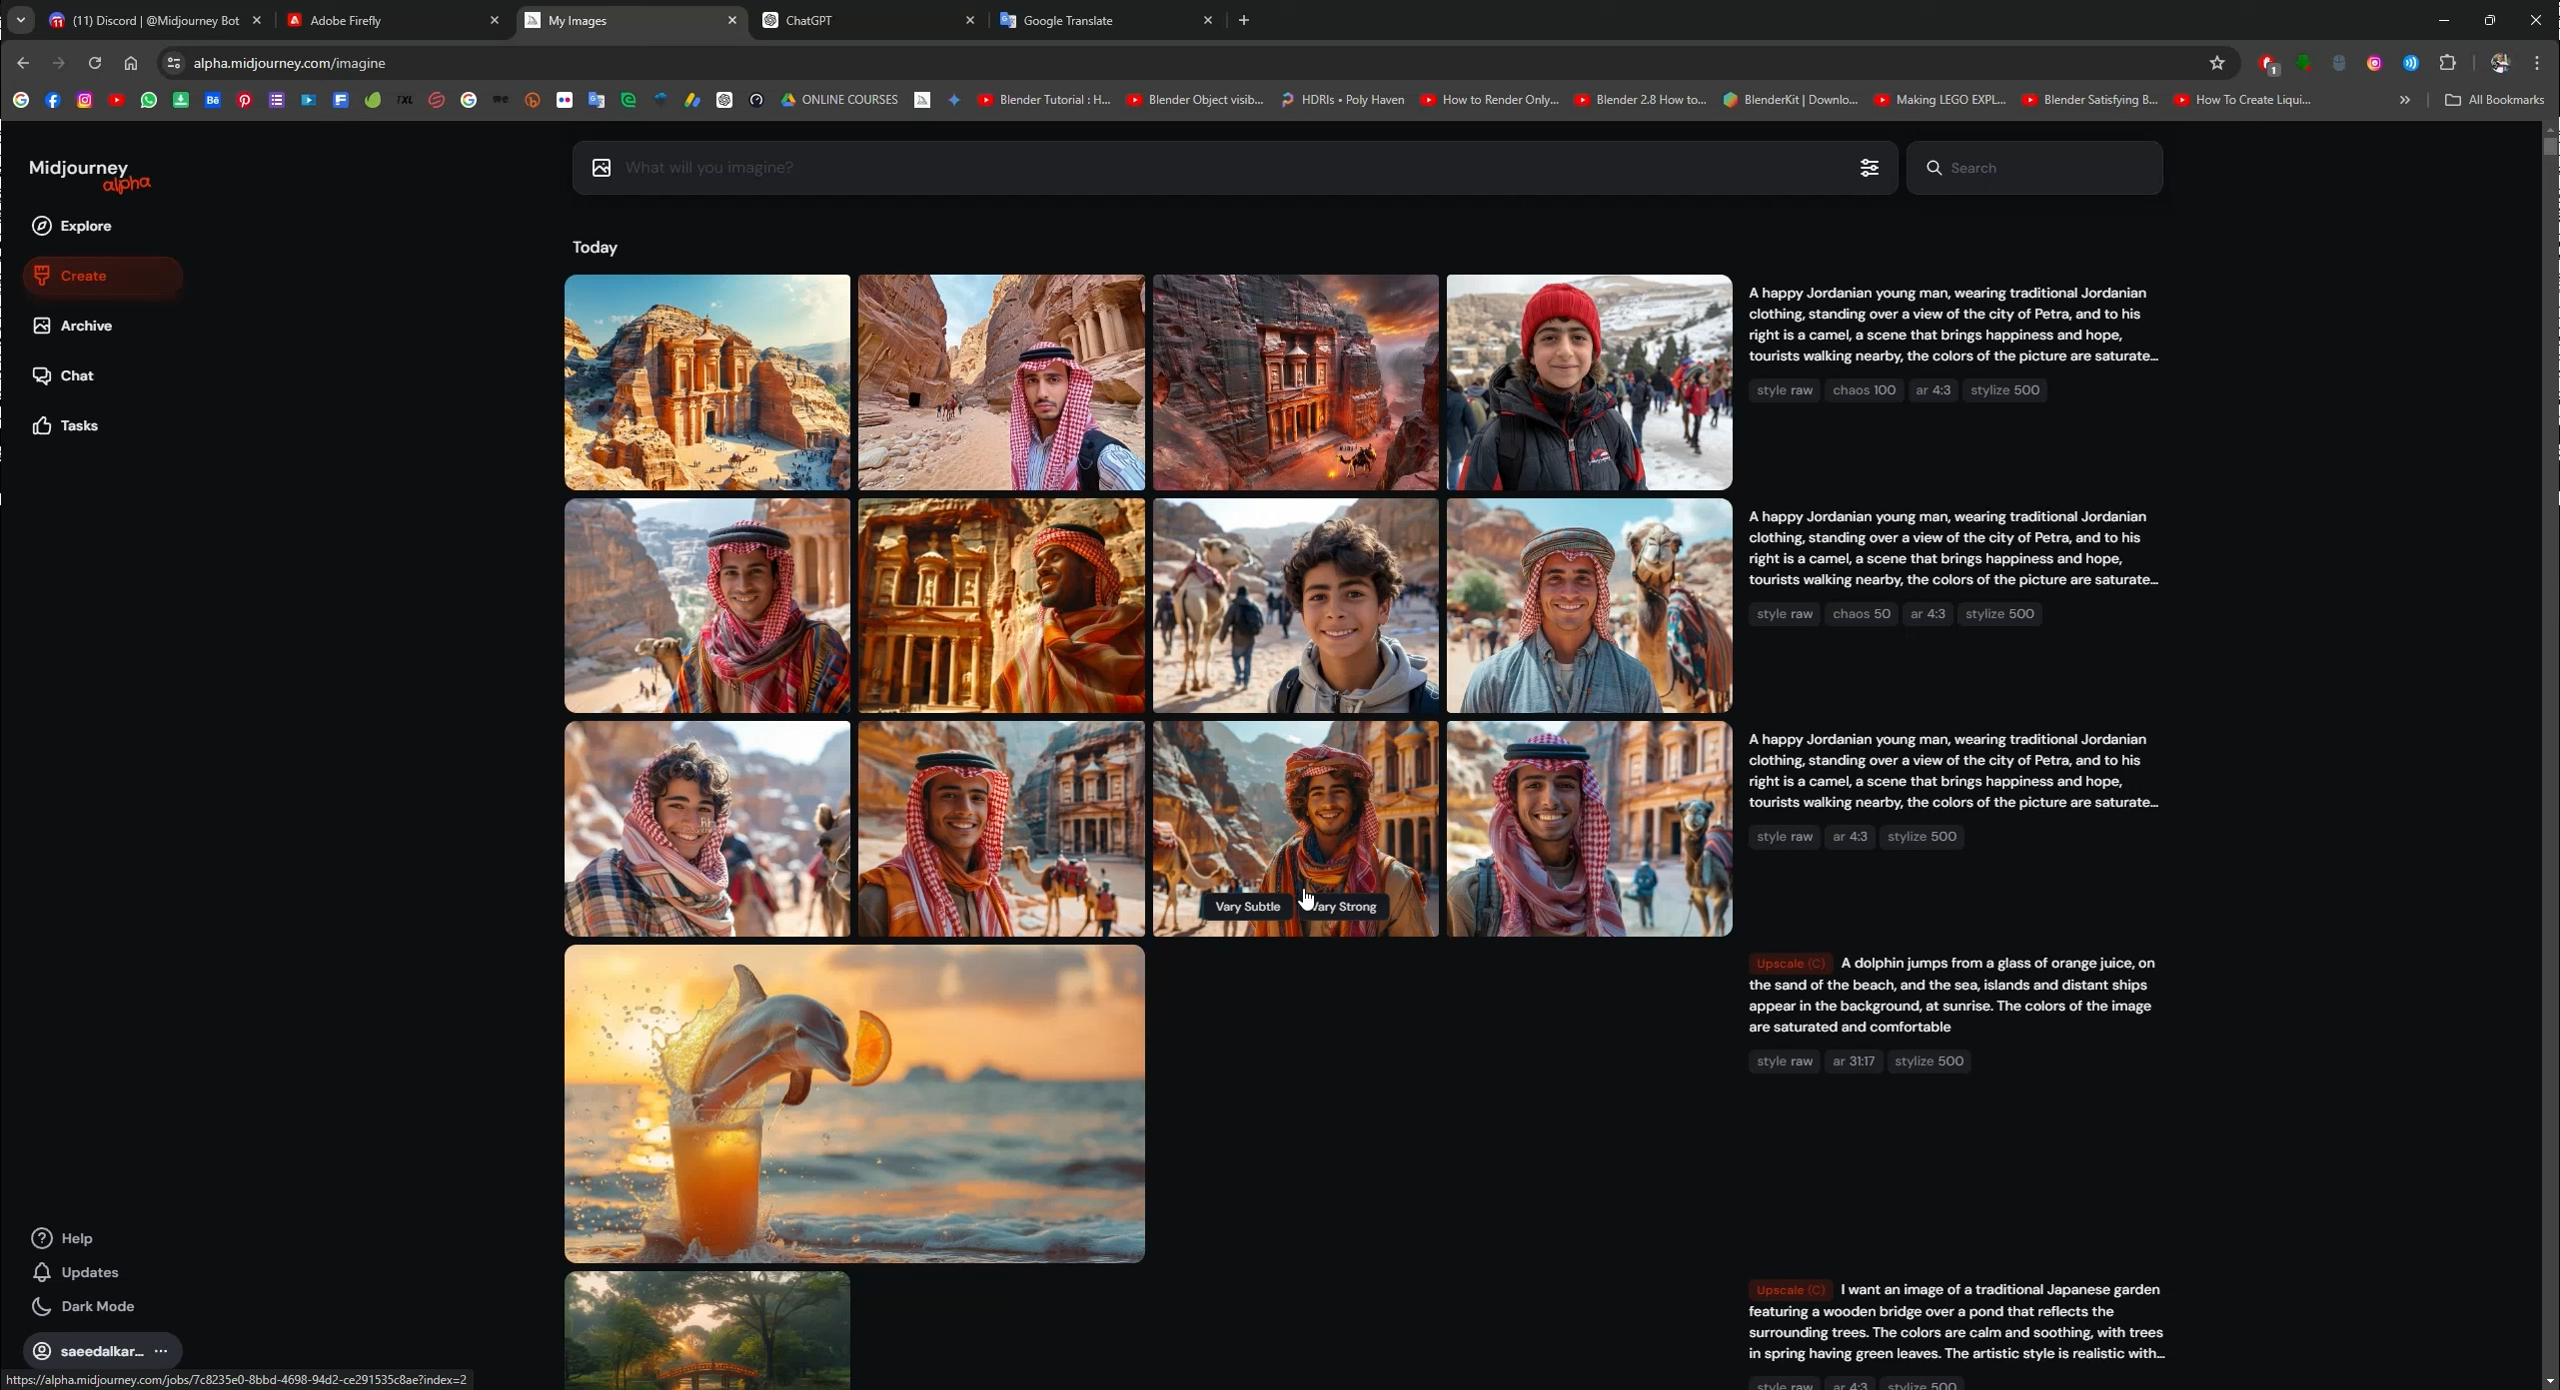 (11) Discord | @Midjourney Bot
Adobe Firefly
My Images
ChatGPT
Google Translate
alpha.midjourney.com/imagine
1
ONLINE COURSES
Blender Tutorial : H...
Blender Object visib...
HDRIs • Poly Haven
How to Render Only...
Blender 2.8 How to...
BlenderKit | Downlo...
Making LEGO EXPL...
Blender Satisfying B...
How To Create Liqui...
All Bookmarks
Midjourney
alpha
What will you imagine?
Search
Explore
Create
Archive
Chat
Tasks
Today
A happy Jordanian young man, wearing traditional Jordanian
clothing, standing over a view of the city of Petra, and to his
right is a camel, a scene that brings happiness and hope,
tourists walking nearby, the colors of the picture are saturate...
style raw chaos 100 ar 4:3 stylize 500
A happy Jordanian young man, wearing traditional Jordanian
clothing, standing over a view of the city of Petra, and to his
right is a camel, a scene that brings happiness and hope,
tourists walking nearby, the colors of the picture are saturate...
style raw chaos 50 ar 4:3 stylize 500
A happy Jordanian young man, wearing traditional Jordanian
clothing, standing over a view of the city of Petra, and to his
right is a camel, a scene that brings happiness and hope,
tourists walking nearby, the colors of the picture are saturate...
style raw ar 4:3 stylize 500
Vary Subtle
Vary Strong
Upscale (C) A dolphin jumps from a glass of orange juice, on
the sand of the beach, and the sea, islands and distant ships
appear in the background, at sunrise. The colors of the image
are saturated and comfortable
style raw ar 31:17 stylize 500
Upscale (C) I want an image of a traditional Japanese garden
featuring a wooden bridge over a pond that reflects the
surrounding trees. The colors are calm and soothing, with trees
in spring having green leaves. The artistic style is realistic with...
style raw ar 4:3 stylize 500
Help
Updates
Dark Mode
saeedalkar... ...
https://alpha.midjourney.com/jobs/7c8235e0-8bbd-4698-94d2-ce291535c8ae?index=2